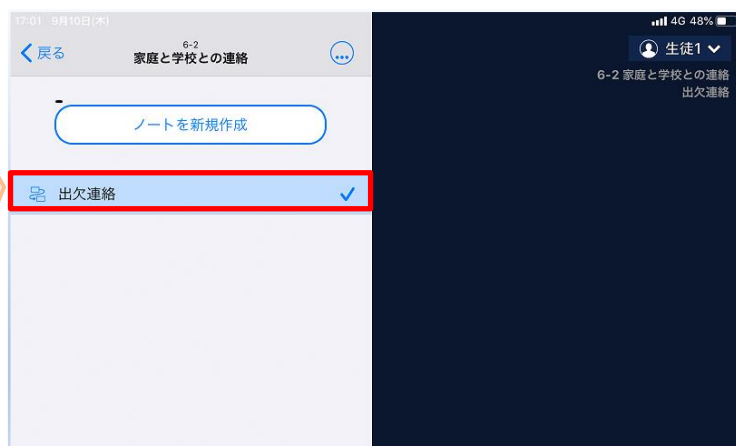 17:01 9月10日(木)
4G 48%
戻る
6-2
家庭と学校との連絡
生徒1
6-2 家庭と学校との連絡
出欠連絡
ノートを新規作成
出欠連絡